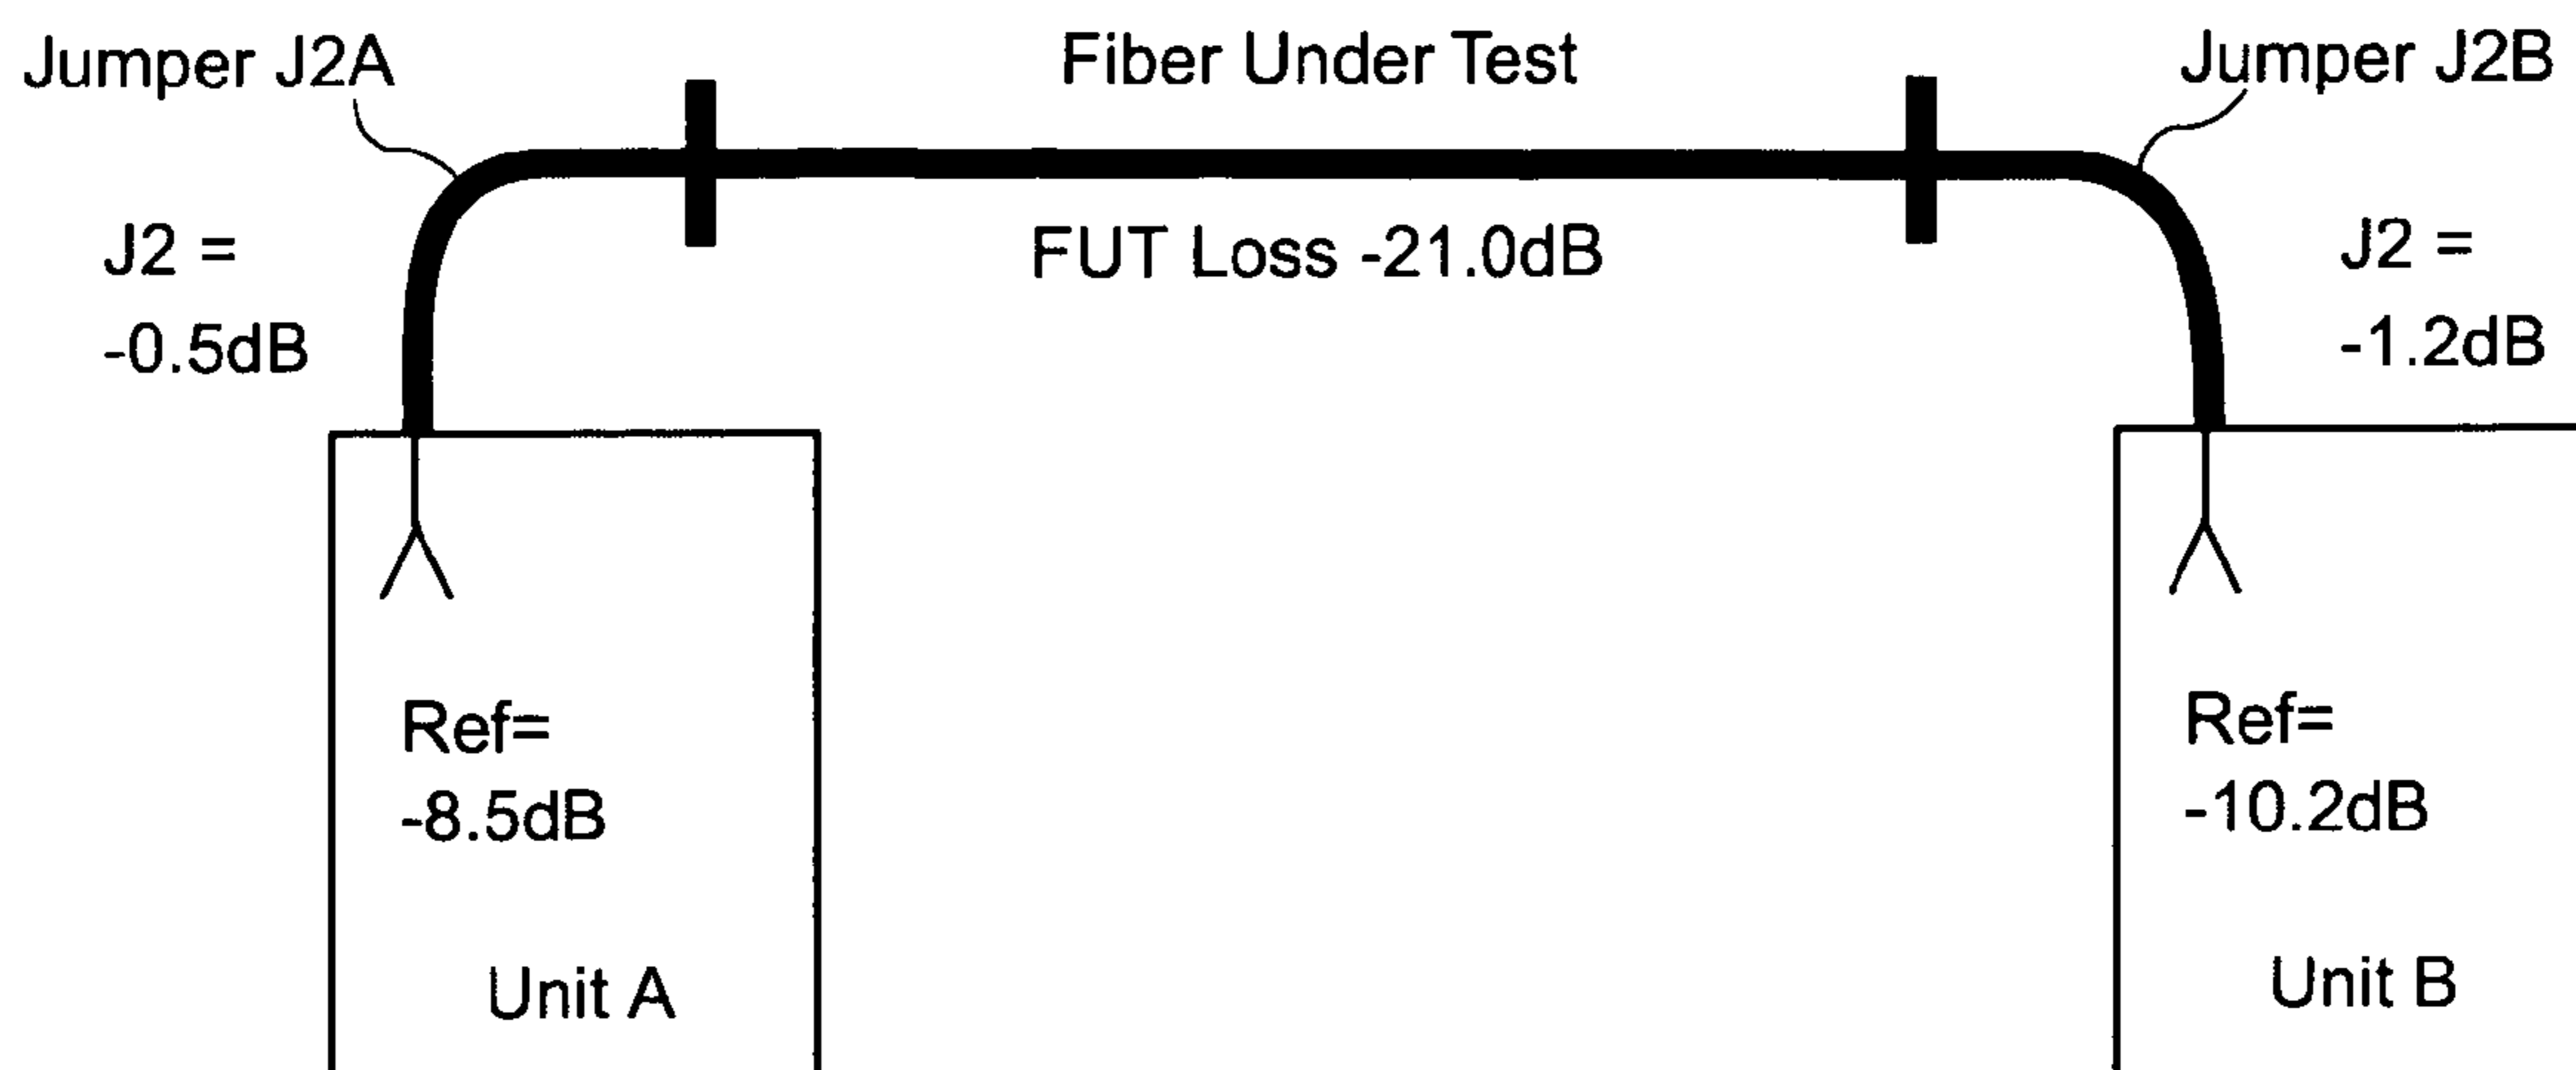 Jumper J2A
Fiber Under Test
Jumper J2B
J2 =
-0.5dB
FUT Loss -21.0dB
J2 =
-1.2dB
Ref=
-8.5dB
Unit A
Ref=
-10.2dB
Unit B